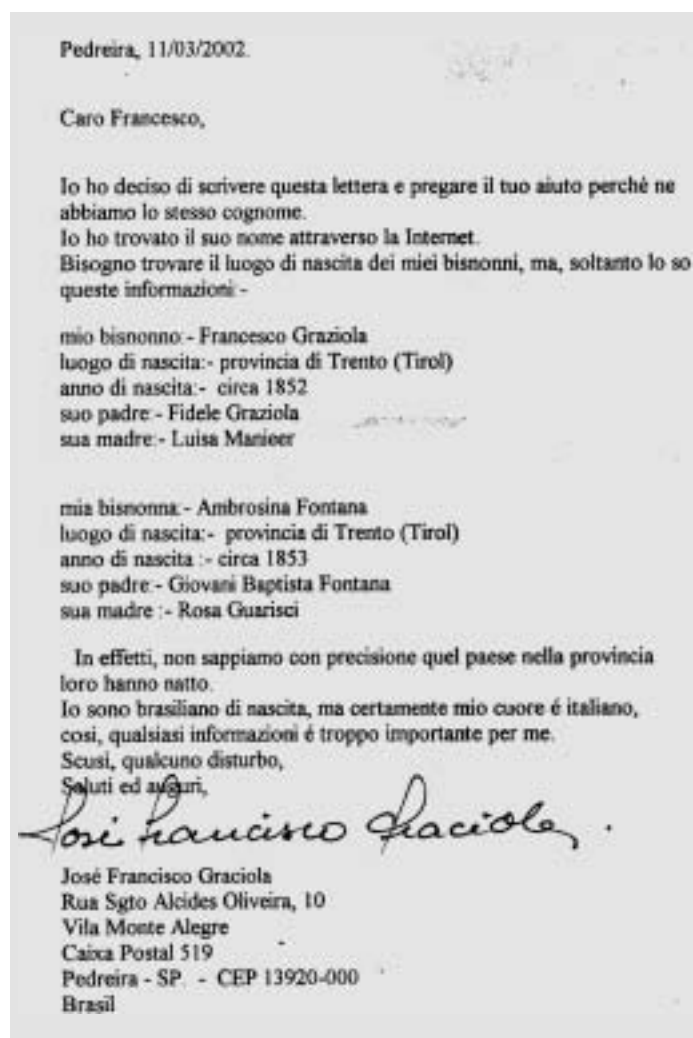 Pedreira, 11/03/2002.
Caro Francesco,
Io ho deciso di scrivere questa lettera e pregare il tuo aiuto perchè ne
abbiamo lo stesso cognome.
Io ho trovato il suo nome attraverso la Internet.
Bisogno trovare il luogo di nascita dei miei bisnonni, ma, soltanto lo so
queste informazioni:-
mio bisnonno:- Francesco Graziola
luogo di nascita:- provincia di Trento (Tirol)
anno di nascita:- circa 1852
suo padre:- Fidele Graziola
sua madre:- Luisa Manieer
mia bisnonna:- Ambrosina Fontana
luogo di nascita:- provincia di Trento (Tirol)
anno di nascita :- circa 1853
suo padre:- Giovani Baptista Fontana
sua madre :- Rosa Guarisci
In effetti, non sappiamo con precisione quel paese nella provincia
loro hanno natto.
Io sono brasiliano di nascita, ma certamente mio cuore é italiano,
cosi, qualsiasi informazioni é troppo importante per me.
Scusi, qualcuno disturbo,
Saluti ed auguri,
José Francisco Graciola.
José Francisco Graciola
Rua Sgto Alcides Oliveira, 10
Vila Monte Alegre
Caixa Postal 519
Pedreira - SP. - CEP 13920-000
Brasil